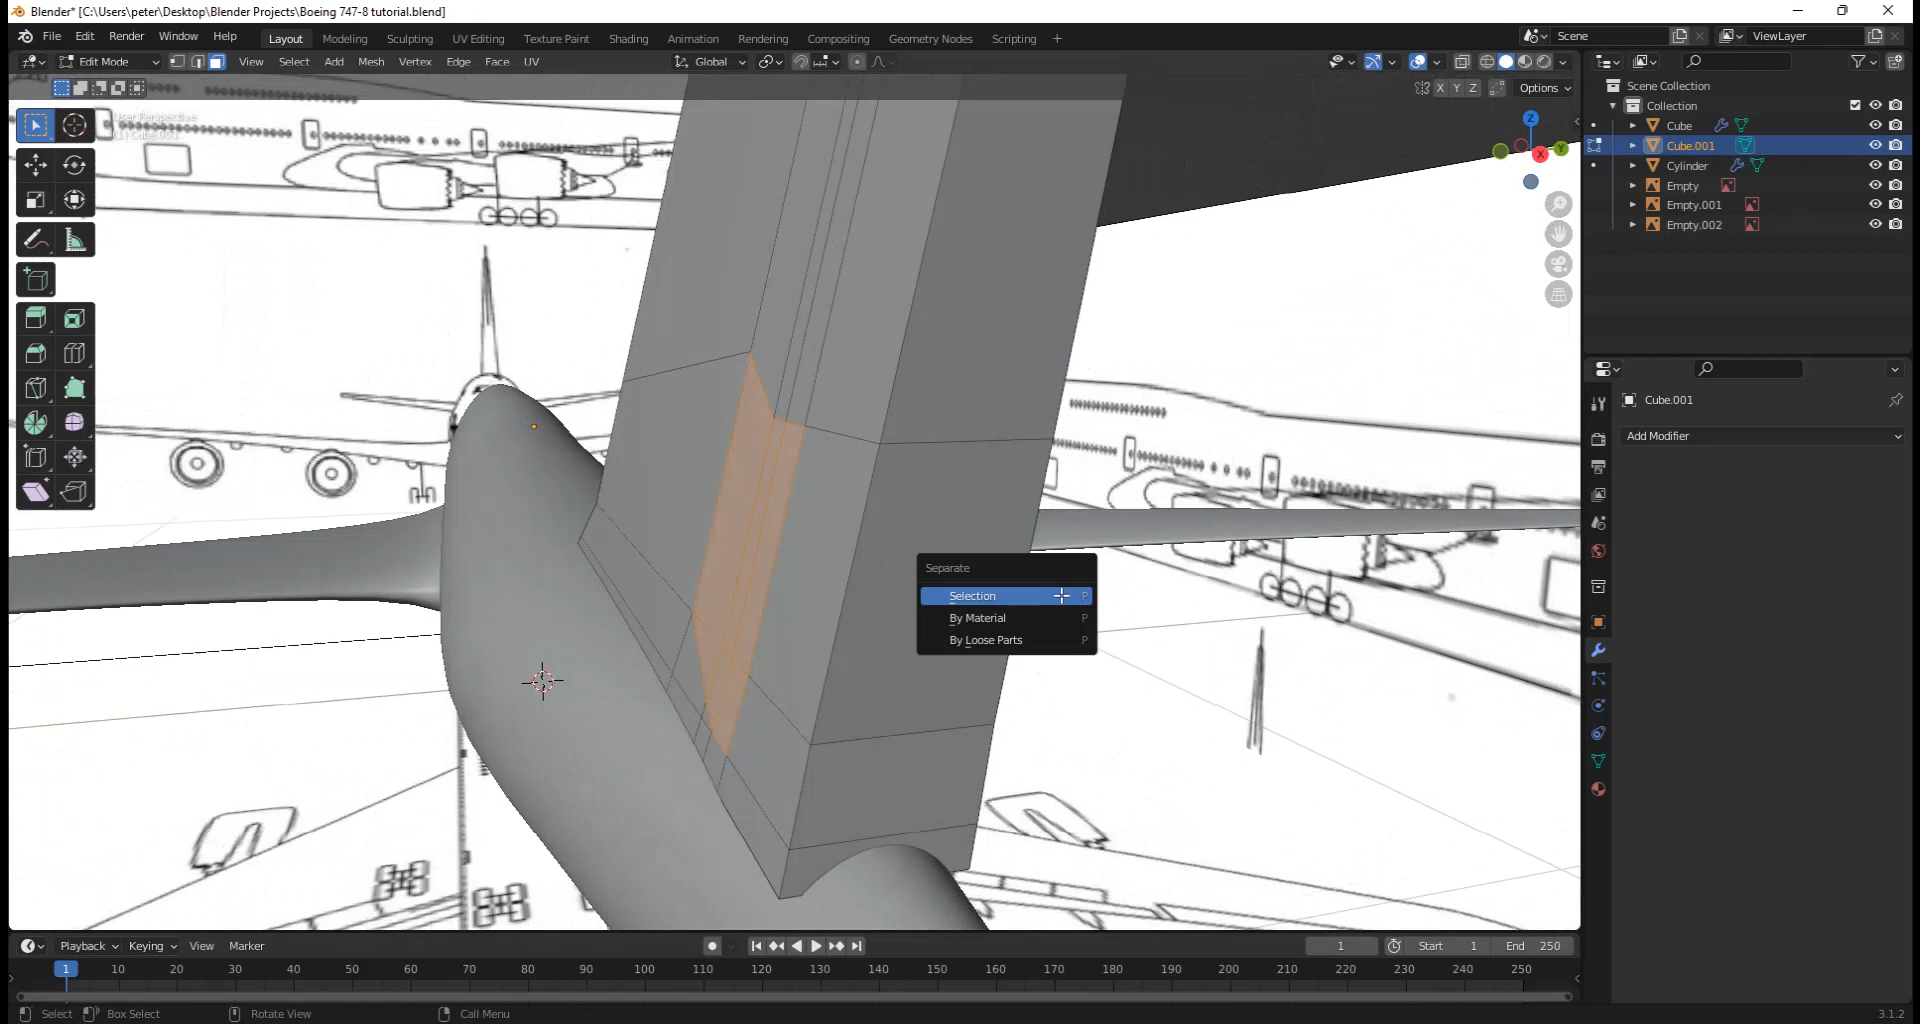 Blender* [C:\Users\peter\Desktop\Blender Projects\Boeing 747-8 tutorial.blend]
File Edit Render Window Help Layout Modeling Sculpting UV Editing Texture Paint Shading Animation Rendering Compositing Geometry Nodes Scripting + Scene ViewLayer
Edit Mode View Select Add Mesh Vertex Edge Face UV Global
X Y Z Options
User Perspective
(1) Cube.001
Z
X
Y
Scene Collection
Collection
Cube
Cube.001
Cylinder
Empty
Empty.001
Empty.002
Cube.001
Add Modifier
Separate
Selection P
By Material P
By Loose Parts P
Playback Keying View Marker 1 Start 1 End 250
1 10 20 30 40 50 60 70 80 90 100 110 120 130 140 150 160 170 180 190 200 210 220 230 240 250
Select Box Select Rotate View Call Menu 3.1.2